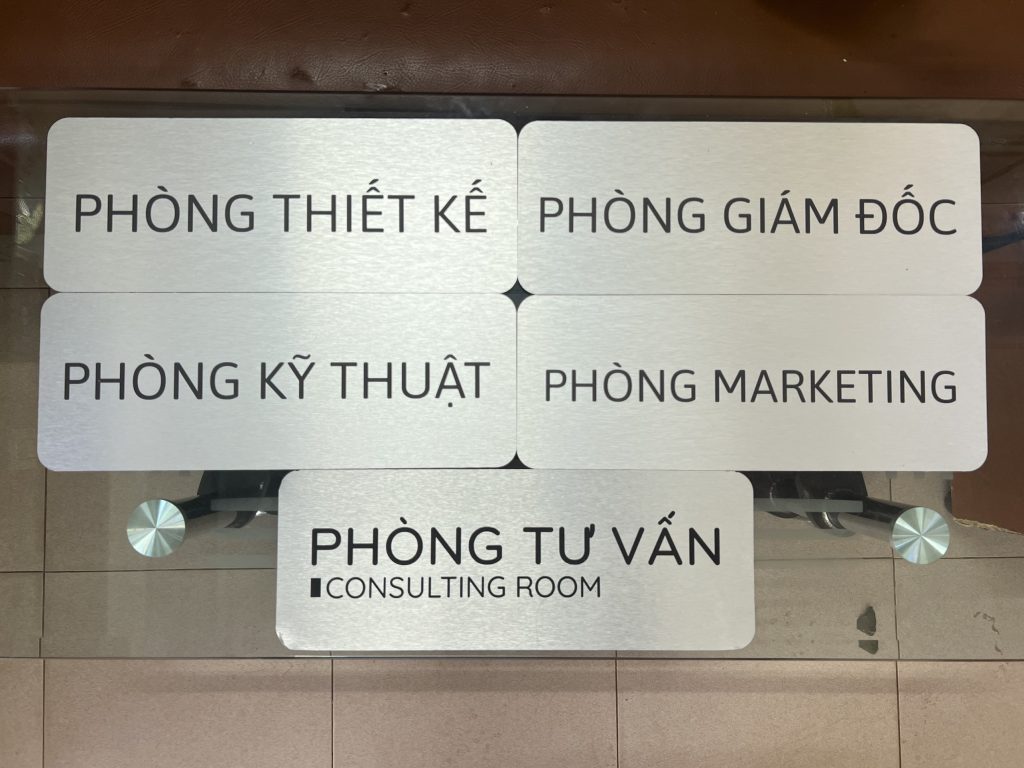 PHÒNG THIẾT KẾ
PHÒNG GIÁM ĐỐC
PHÒNG KỸ THUẬT
PHÒNG MARKETING
PHÒNG TƯ VẤN
CONSULTING ROOM